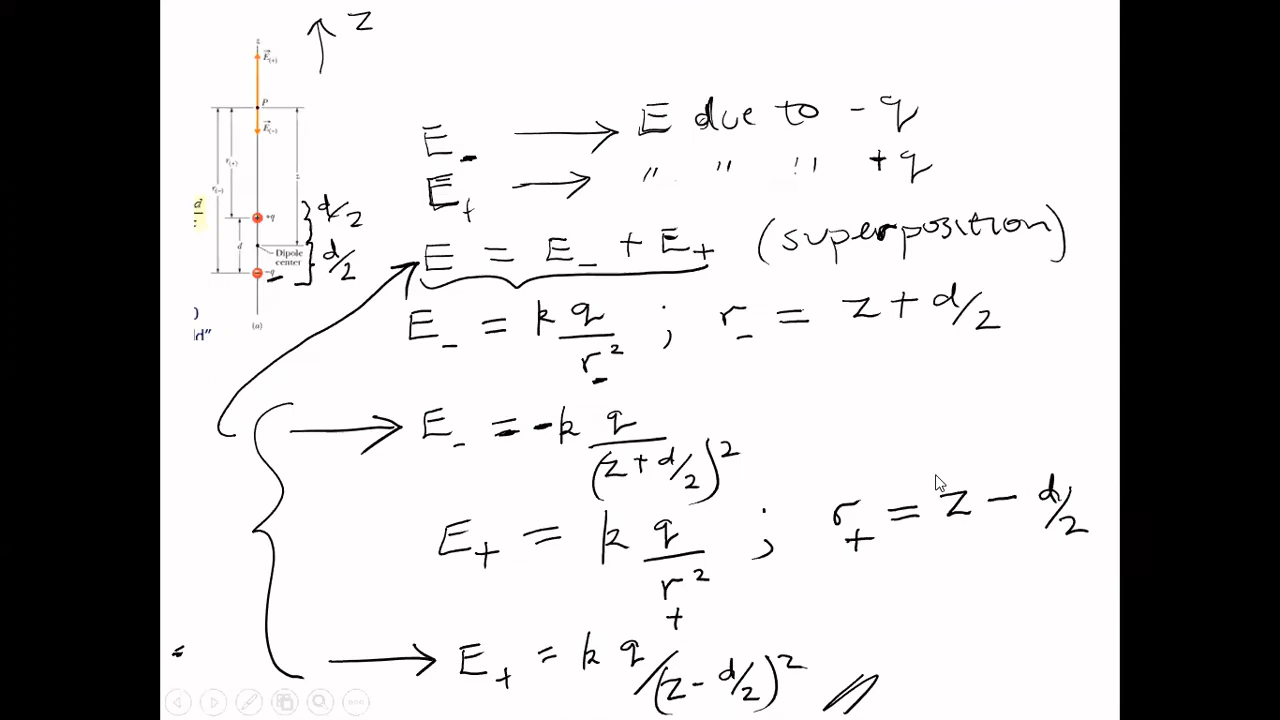 z
z
E⃗(+)
P
E⃗(−)
r(+)
z
r(−)
+q
d/2
d
Dipole
center
d/2
−q
(a)
d
ld"
E_ → E due to - q
E+ → " " " + q
E = E_ + E+ (superposition)
E_ = k q/r_² ; r_ = z + d/2
→ E_ = -k q/(z + d/2)²
E+ = k q/r+² ; r+ = z - d/2
→ E+ = k q/(z - d/2)²